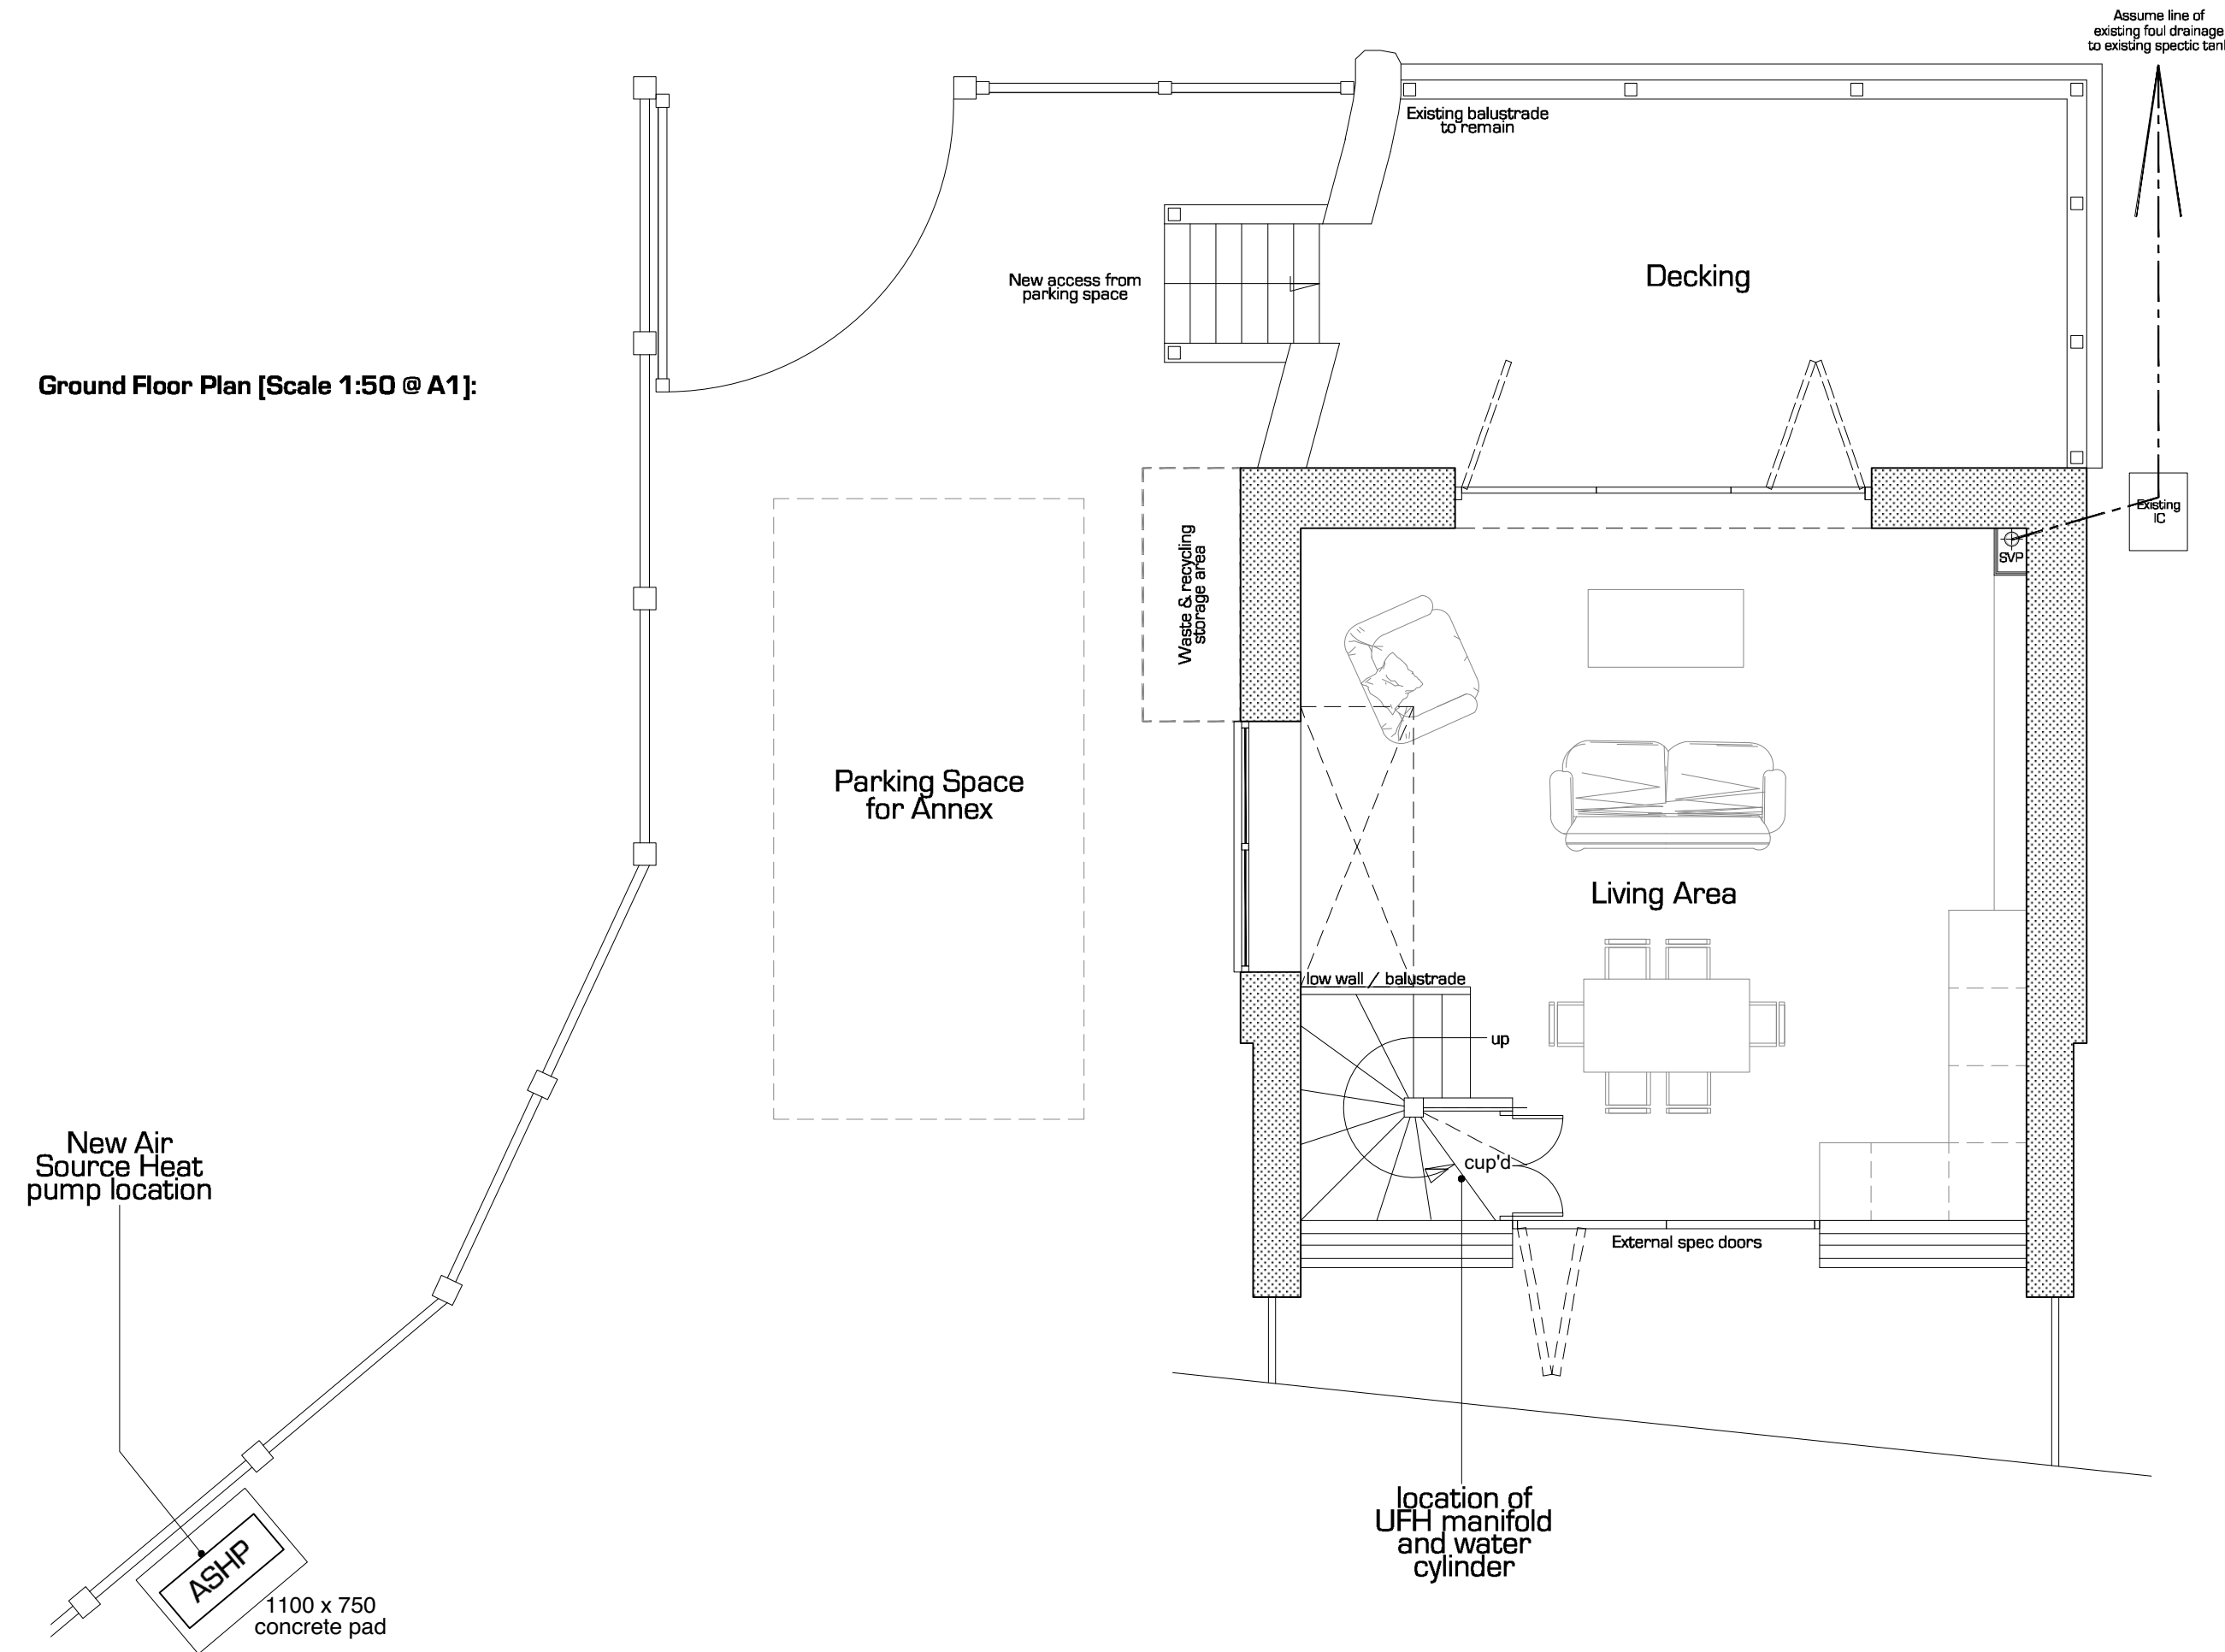 Assume line of
existing foul drainage
to existing spectic tank
Existing balustrade
to remain
New access from
parking space
Decking
Ground Floor Plan [Scale 1:50 @ A1]:
Existing
IC
SVP
Waste & recycling
storage area
Parking Space
for Annex
Living Area
low wall / balustrade
up
cup'd
External spec doors
New Air
Source Heat
pump location
location of
UFH manifold
and water
cylinder
ASHP
1100 x 750
concrete pad